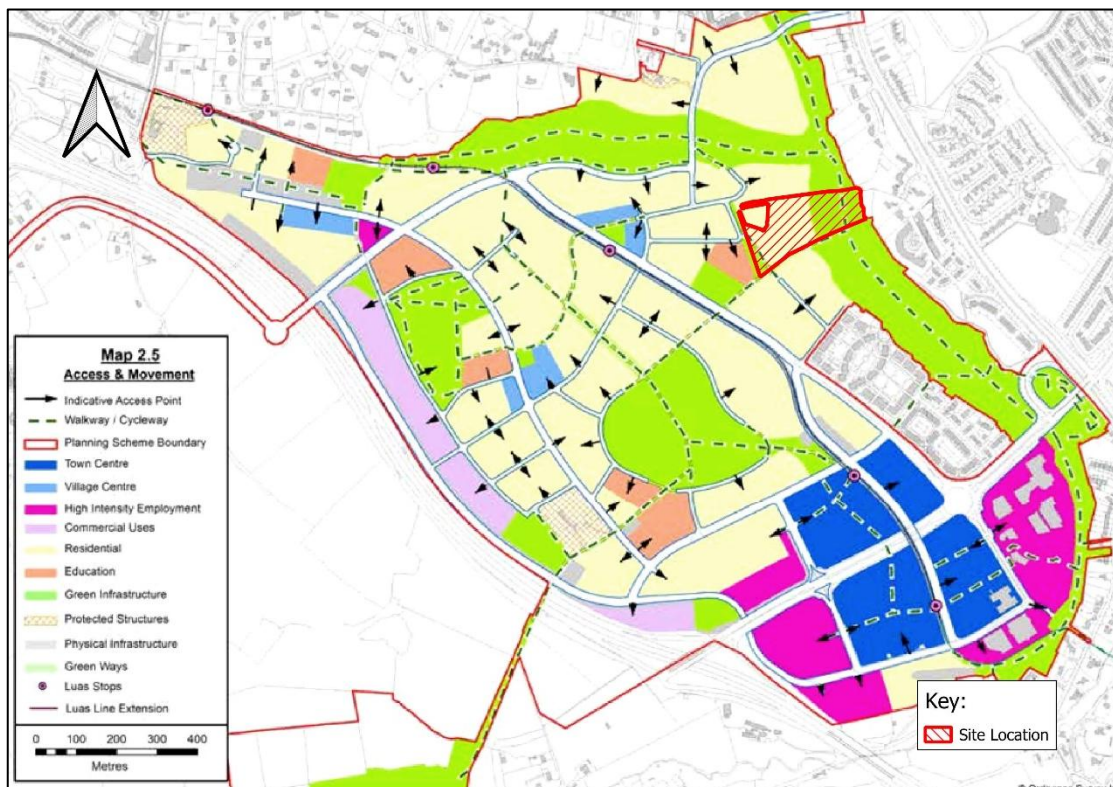 Map 2.5
Access & Movement
Indicative Access Point
Walkway / Cycleway
Planning Scheme Boundary
Town Centre
Village Centre
High Intensity Employment
Commercial Uses
Residential
Education
Green Infrastructure
Protected Structures
Physical Infrastructure
Green Ways
Luas Stops
Luas Line Extension
0 50 100 200 300 400
Metres
Key:
Site Location